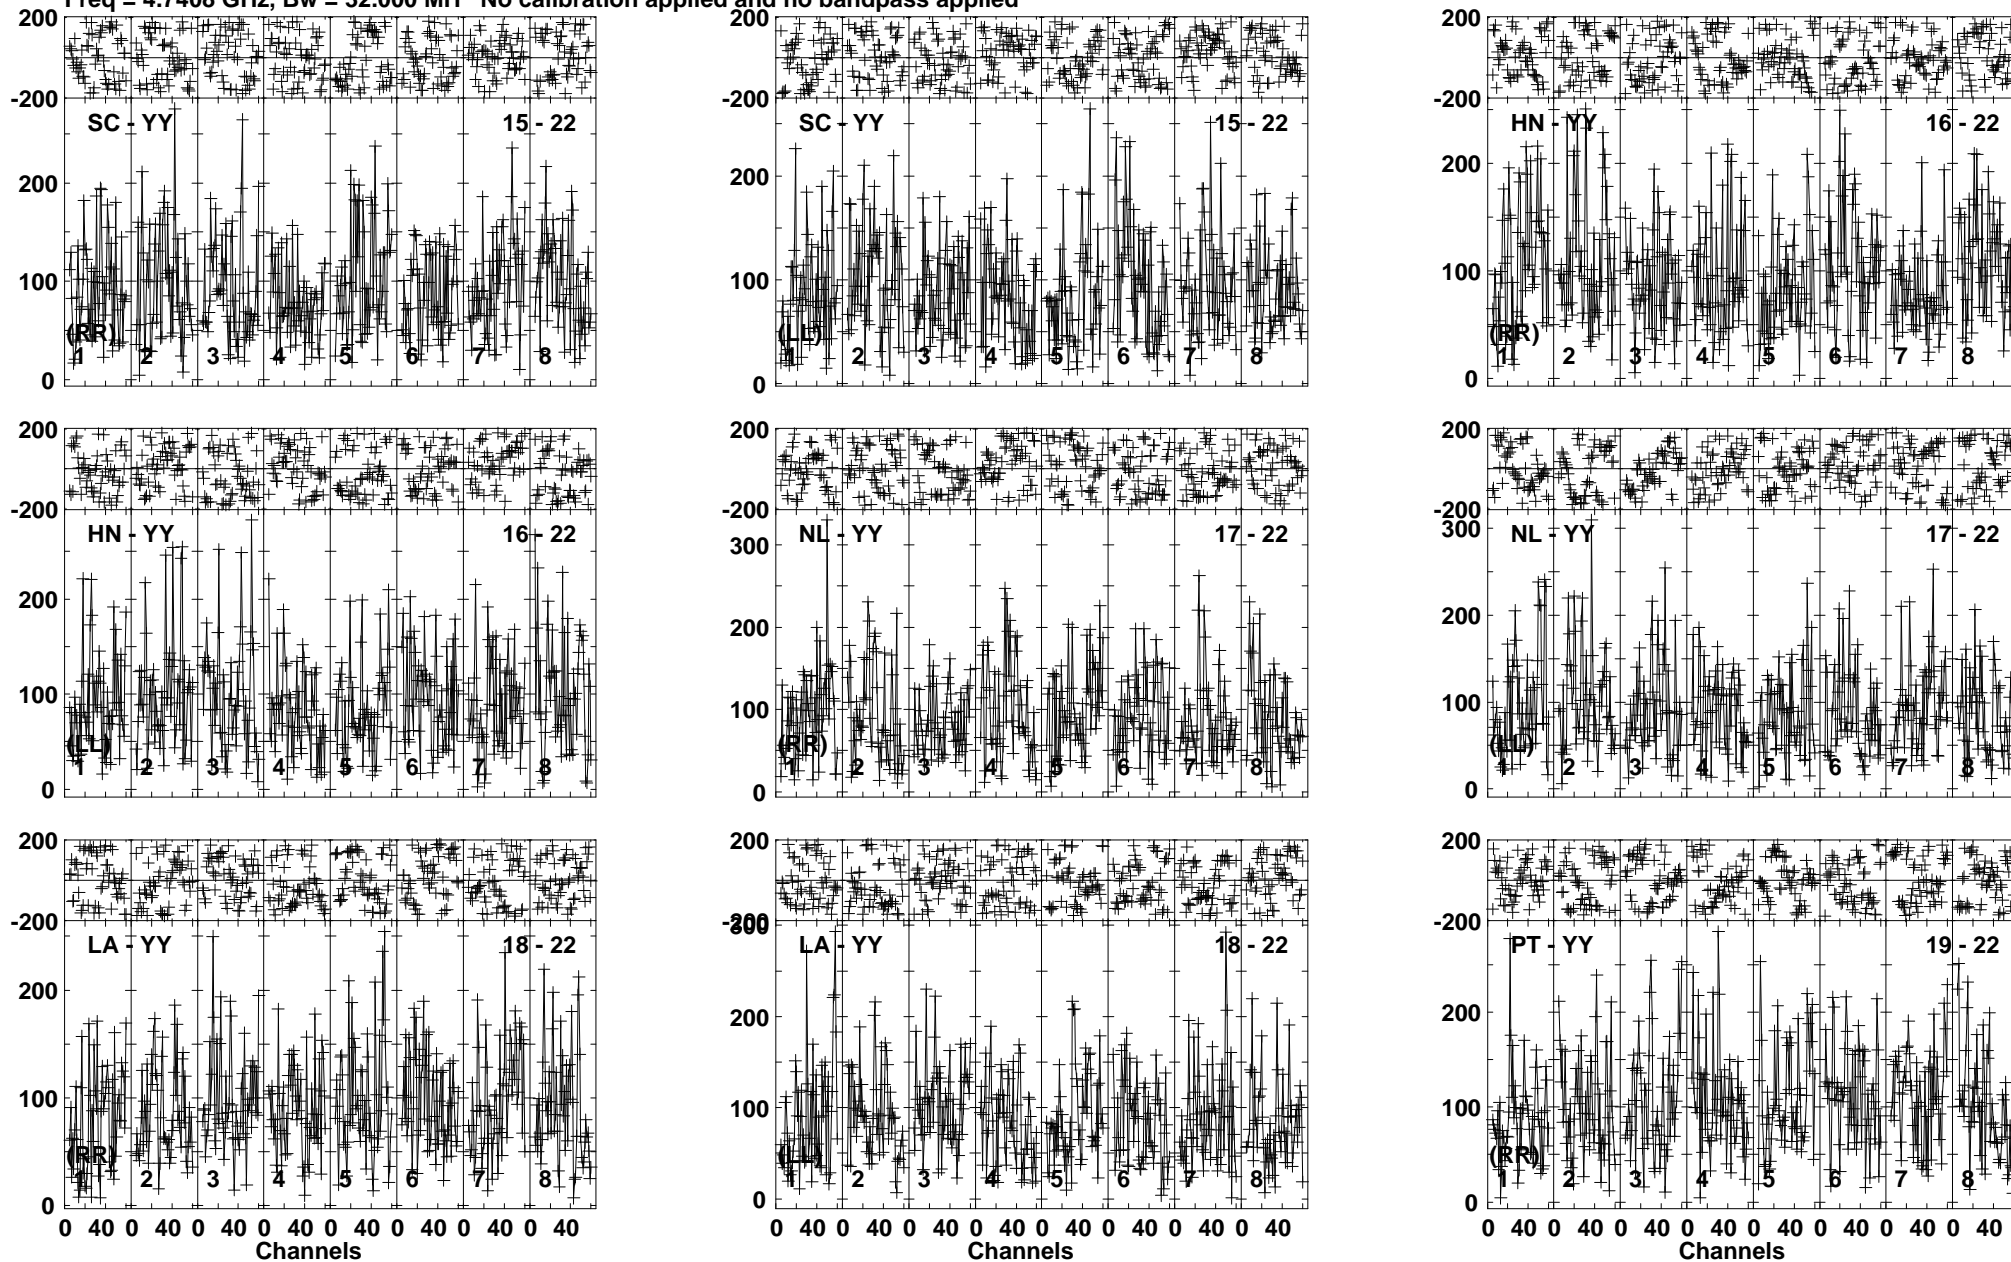 Freq = 4.7408 GHz, Bw = 32.000 MH No calibration applied and no bandpass applied
200 200 200
-200 -200 -200
SC - YY 15 - 22 SC - YY 15 - 22 HN - YY 16 - 22
200 200 200
100 100 100
(RR) (LL) (RR)
1 2 3 4 5 6 7 8 1 2 3 4 5 6 7 8 1 2 3 4 5 6 7 8
0 0 0
200 200 200
-200 -200 -200
HN - YY 16 - 22 NL - YY 17 - 22 NL - YY 17 - 22
300 300
200 200 200
100 100 100
(LL) (RR) (LL)
1 2 3 4 5 6 7 8 1 2 3 4 5 6 7 8 1 2 3 4 5 6 7 8
0 0 0
200 200 200
-200 -200 -200
300
LA - YY 18 - 22 LA - YY 18 - 22 PT - YY 19 - 22
200 200 200
100 100 100
(RR) (LL) (RR)
1 2 3 4 5 6 7 8 1 2 3 4 5 6 7 8 1 2 3 4 5 6 7 8
0 0 0
0 40 0 40 0 40 0 40 0 40 0 40 0 40 0 40 0 40 0 40 0 40 0 40 0 40 0 40 0 40 0 40 0 40 0 40 0 40 0 40 0 40 0 40 0 40 0 40
Channels Channels Channels